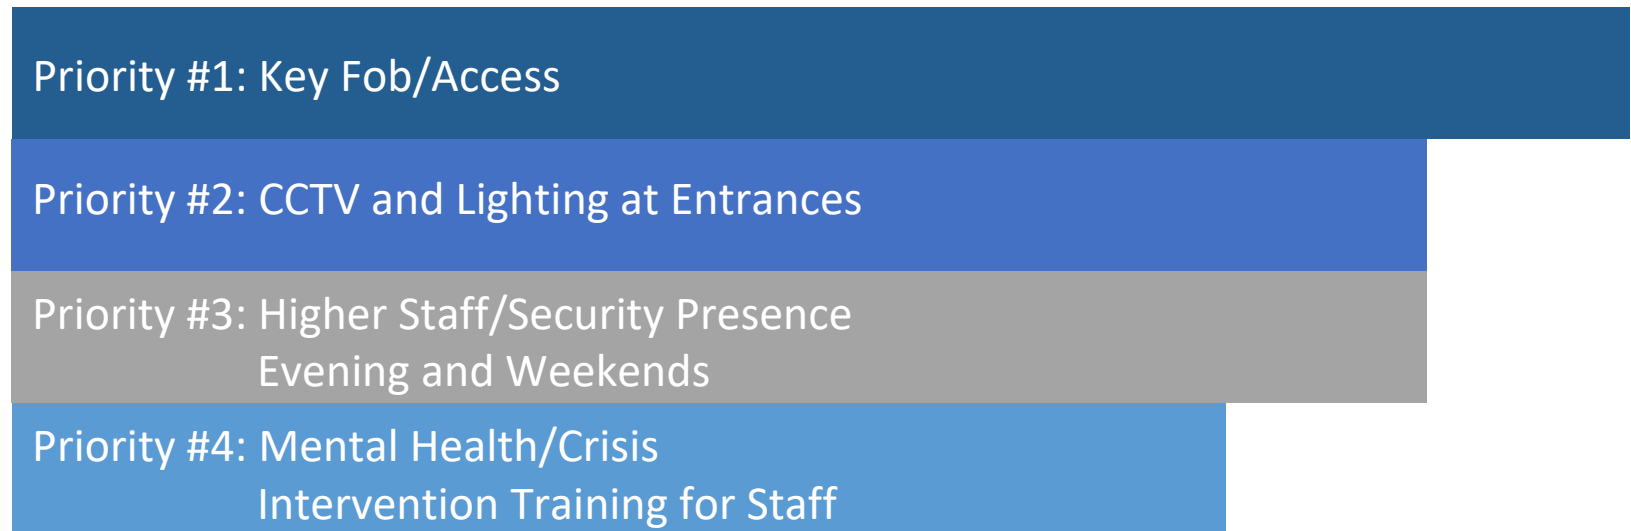 Priority #1: Key Fob/Access
Priority #2: CCTV and Lighting at Entrances
Priority #3: Higher Staff/Security Presence
Evening and Weekends
Priority #4: Mental Health/Crisis
Intervention Training for Staff